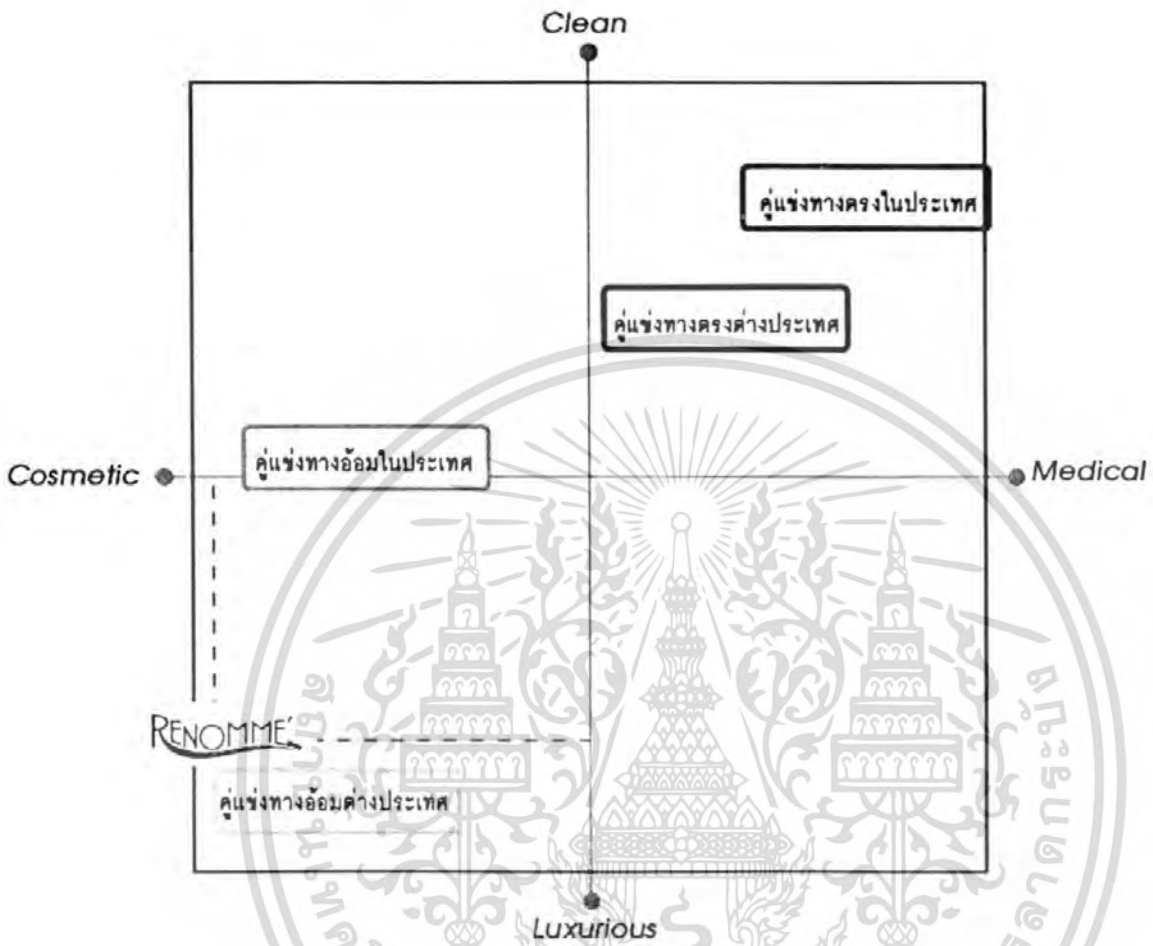 Clean
คู่แข่งทางตรงในประเทศ
คู่แข่งทางตรงต่างประเทศ
คู่แข่งทางอ้อมในประเทศ
Cosmetic
Medical
RENOMMÉ
คู่แข่งทางอ้อมต่างประเทศ
Luxurious